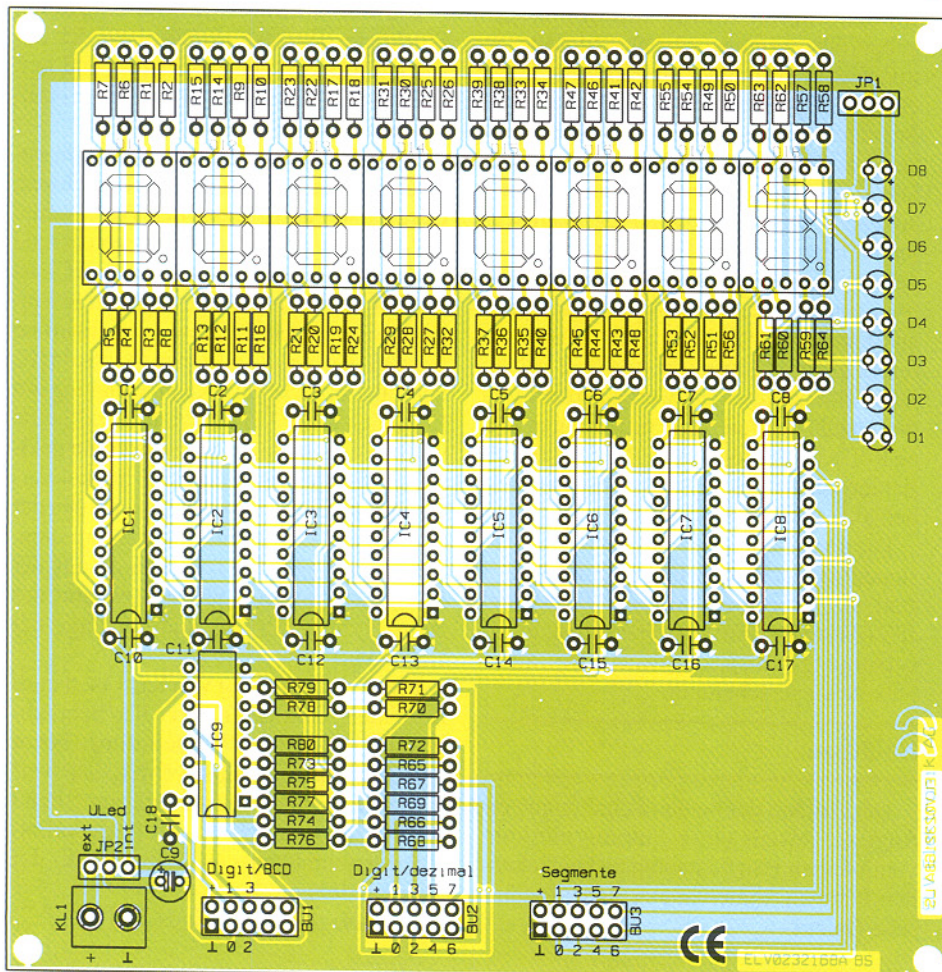 R7 R6 R1 R2 R15 R14 R9 R10 R23 R22 R17 R18 R31 R30 R25 R26 R39 R38 R33 R34 R47 R46 R41 R42 R55 R54 R49 R50 R63 R62 R57 R58
JP1
D8
D7
D6
D5
D4
D3
D2
D1
R5 R4 R3 R8 R13 R12 R11 R16 R21 R20 R19 R24 R29 R28 R27 R32 R37 R36 R35 R40 R45 R44 R43 R48 R53 R52 R51 R56 R61 R60 R59 R64
C1 C2 C3 C4 C5 C6 C7 C8
IC1 IC2 IC3 IC4 IC5 IC6 IC7 IC8
C10 C11 C12 C13 C14 C15 C16 C17
IC9
R79 R71
R78 R70
R80 R72
R73 R65
R75 R67
R77 R69
R74 R66
R76 R68
C18
ULed
ext int
JP2
C9
+
KL1
+ ⊥
Digit/BCD
+ 1 3
BU1
⊥ 0 2
Digit/dezimal
+ 1 3 5 7
BU2
⊥ 0 2 4 6
Segmente
+ 1 3 5 7
BU3
⊥ 0 2 4 6
CE
ELV0232168A BS